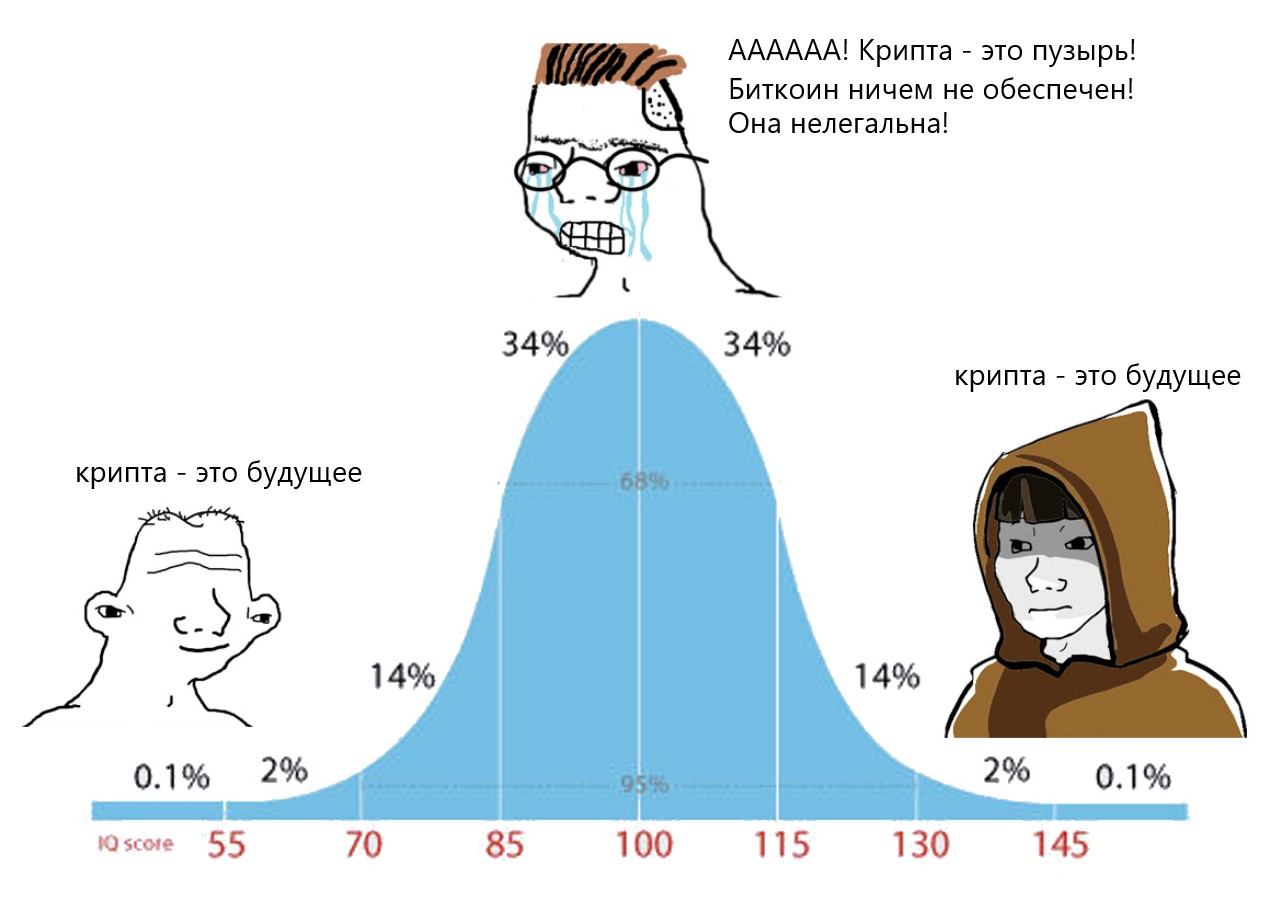 АААААА! Крипта - это пузырь!
Биткоин ничем не обеспечен!
Она нелегальна!
34%
34%
крипта - это будущее
крипта - это будущее
68%
14%
14%
0.1%
2%
95%
2%
0.1%
IQ score 55 70 85 100 115 130 145